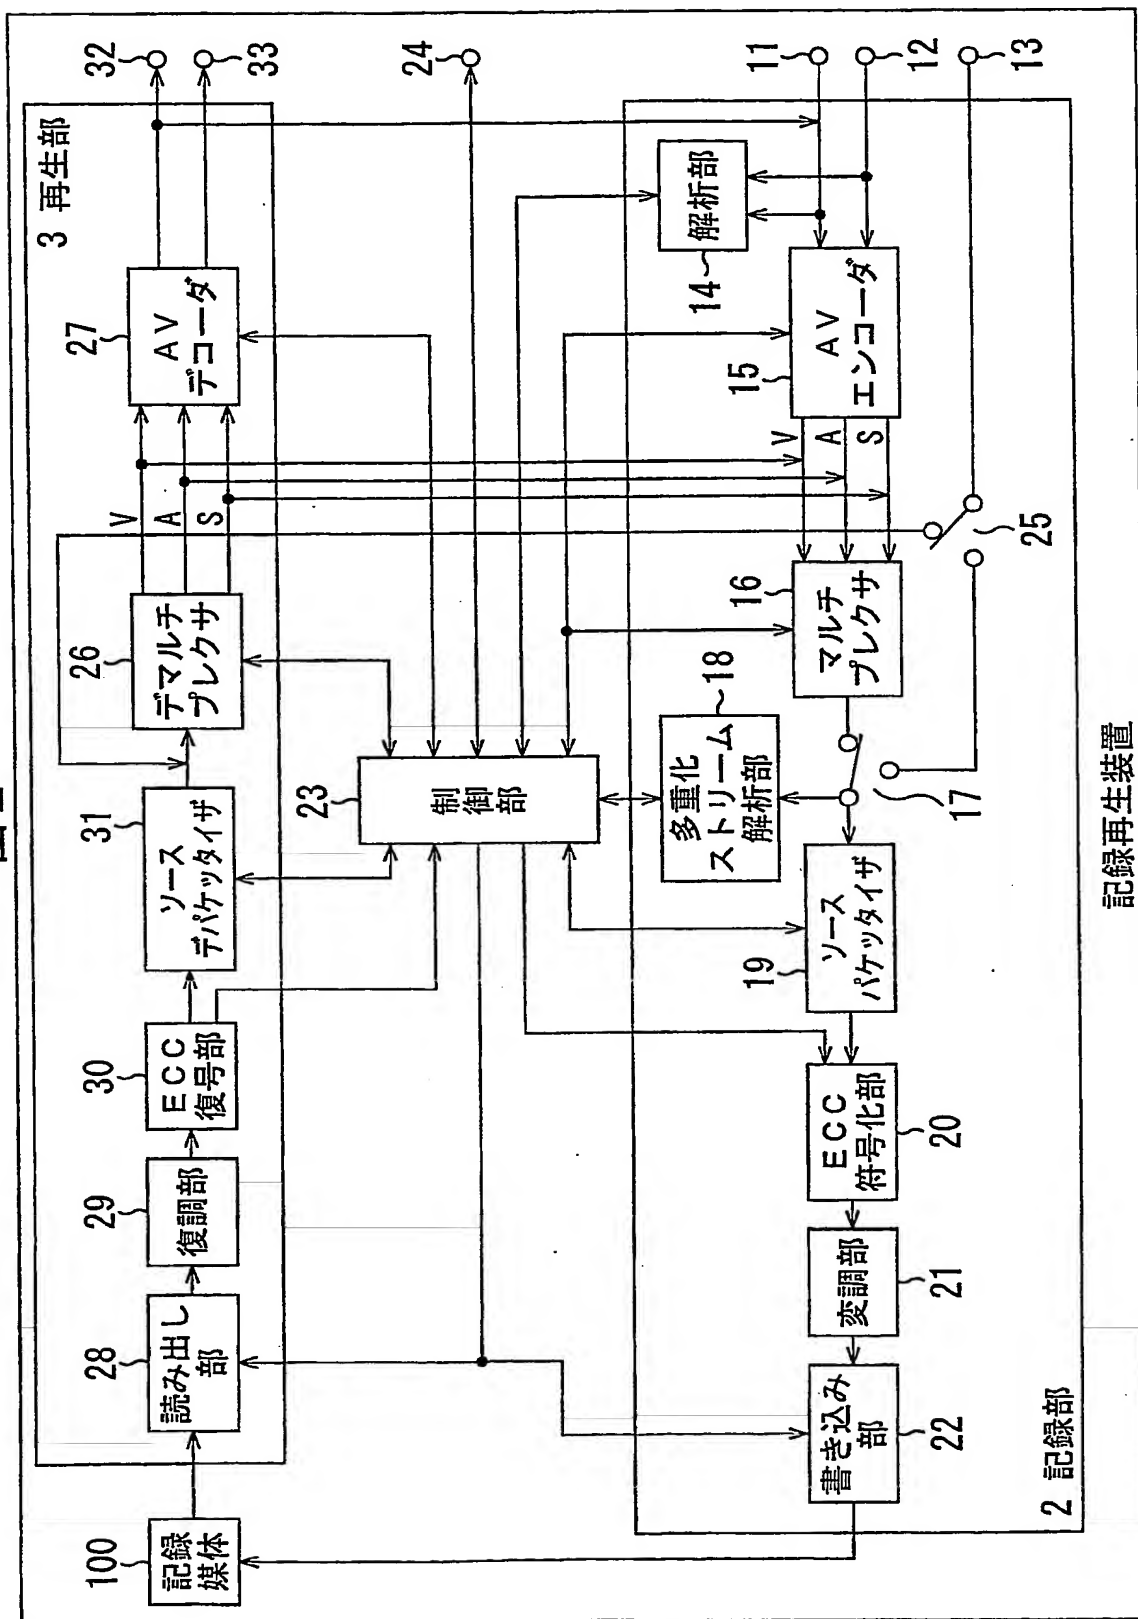 3 再生部
32
33
24
11
12
13
27
AV
デコーダ
V
A
S
26
デマルチ
プレクサ
31
ソース
デパケッタイザ
30
ECC
復号部
29
復調部
28
読み出し
部
100
記録
媒体
23
制御部
解析部
14
15
AV
エンコーダ
V
A
S
25
16
マルチ
プレクサ
18
多重化
ストリーム
解析部
17
19
ソース
パケッタイザ
ECC
符号化部
20
変調部
21
書き込み
部
22
2 記録部
記録再生装置